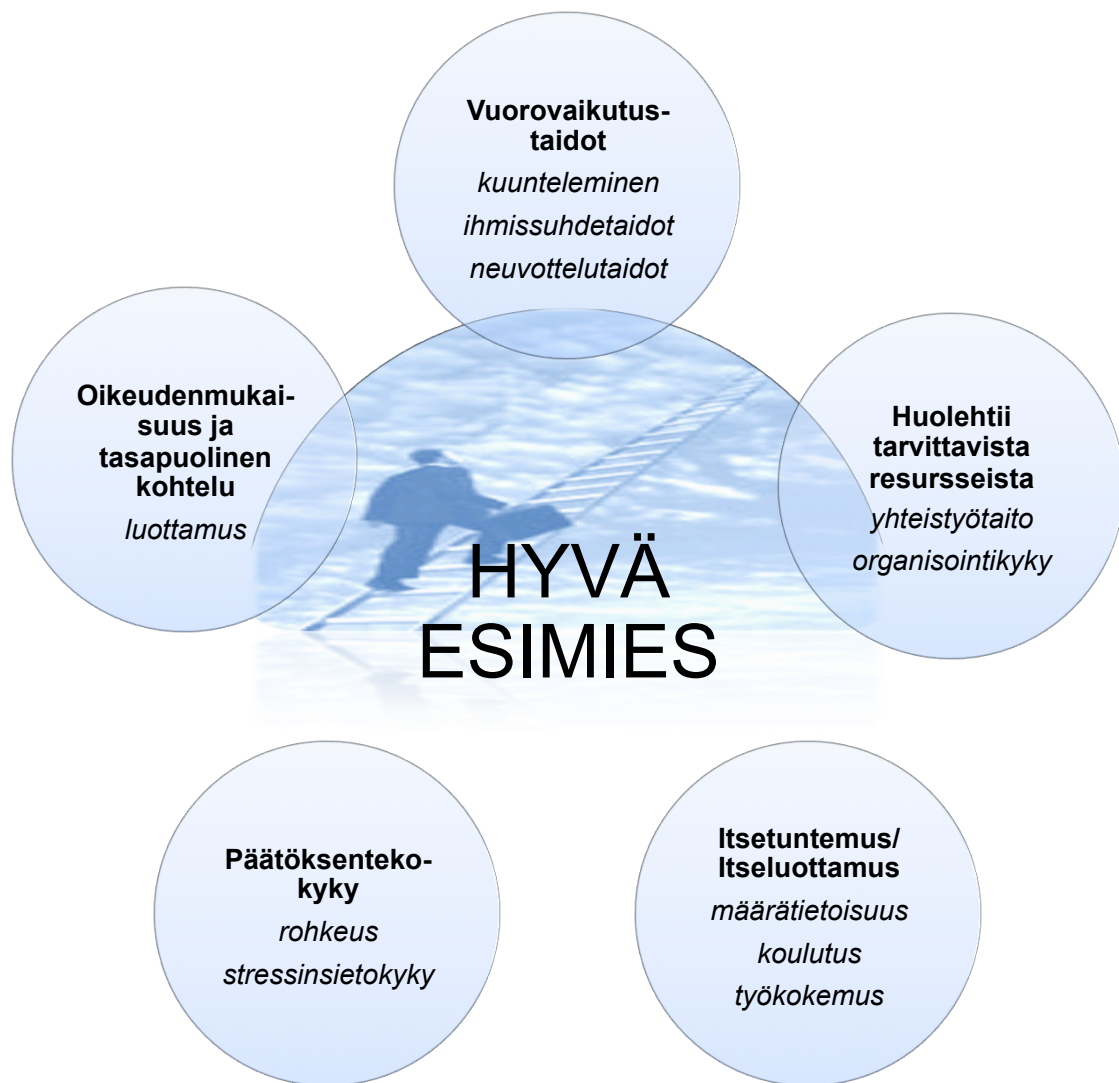 Vuorovaikutus-
taidot
kuunteleminen
ihmissuhdetaidot
neuvottelutaidot
Oikeudenmukai-
suus ja
tasapuolinen
kohtelu
luottamus
Huolehtii
tarvittavista
resursseista
yhteistyötaito
organisointikyky
HYVÄ
ESIMIES
Päätöksenteko-
kyky
rohkeus
stressinsietokyky
Itsetuntemus/
Itseluottamus
määrätietoisuus
koulutus
työkokemus